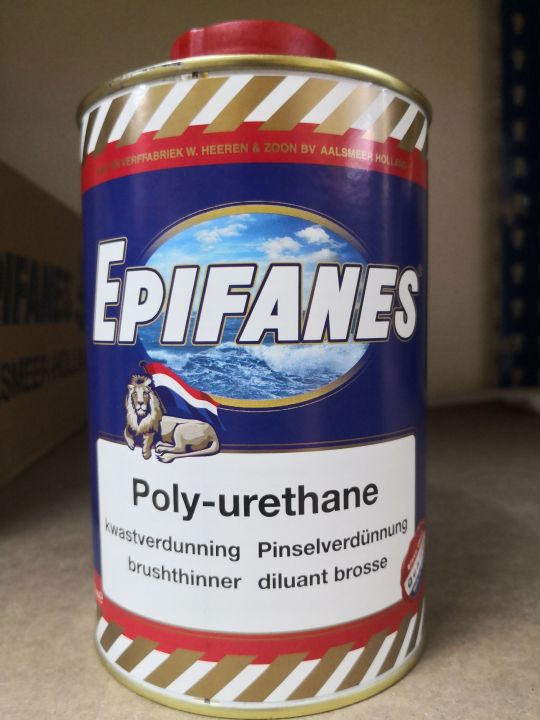 VERFFABRIEK W. HEEREN & ZOON BV AALSMEER HOLLAND
EPIFANES
Poly-urethane
kwastverdunning Pinselverdünnung
brushthinner diluant brosse